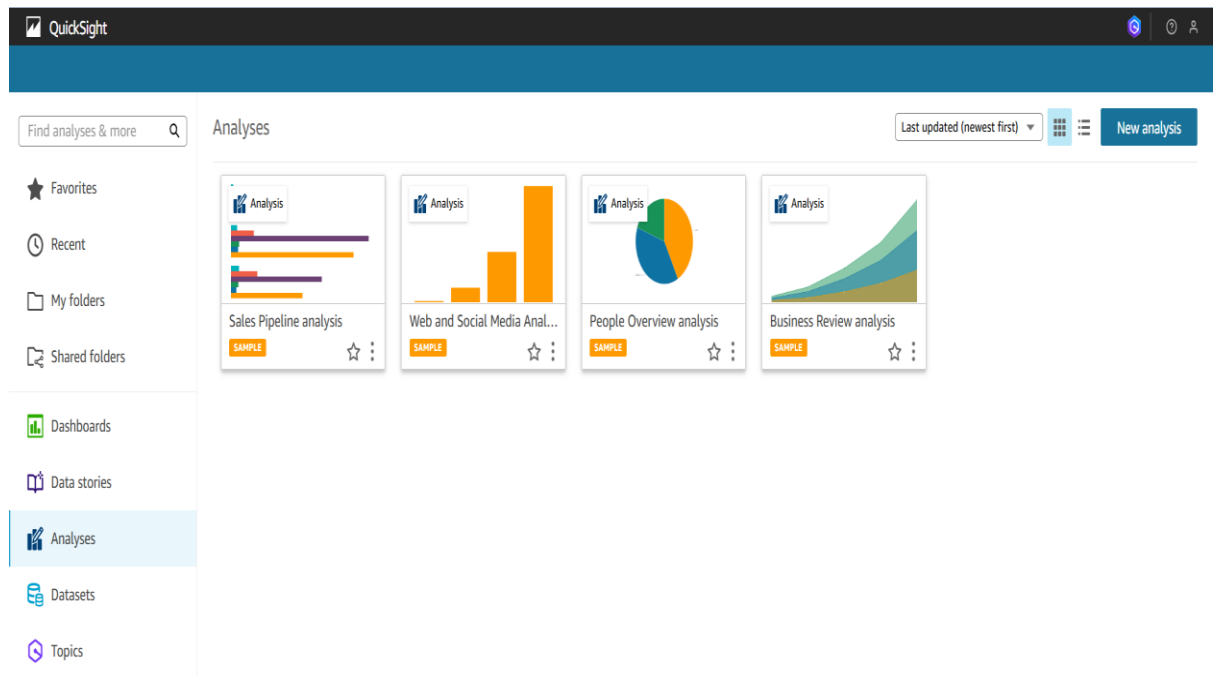 QuickSight
Find analyses & more
Favorites
Recent
My folders
Shared folders
Dashboards
Data stories
Analyses
Datasets
Topics
Analyses
Last updated (newest first)
New analysis
Analysis
Sales Pipeline analysis
SAMPLE
Analysis
Web and Social Media Anal...
SAMPLE
Analysis
People Overview analysis
SAMPLE
Analysis
Business Review analysis
SAMPLE